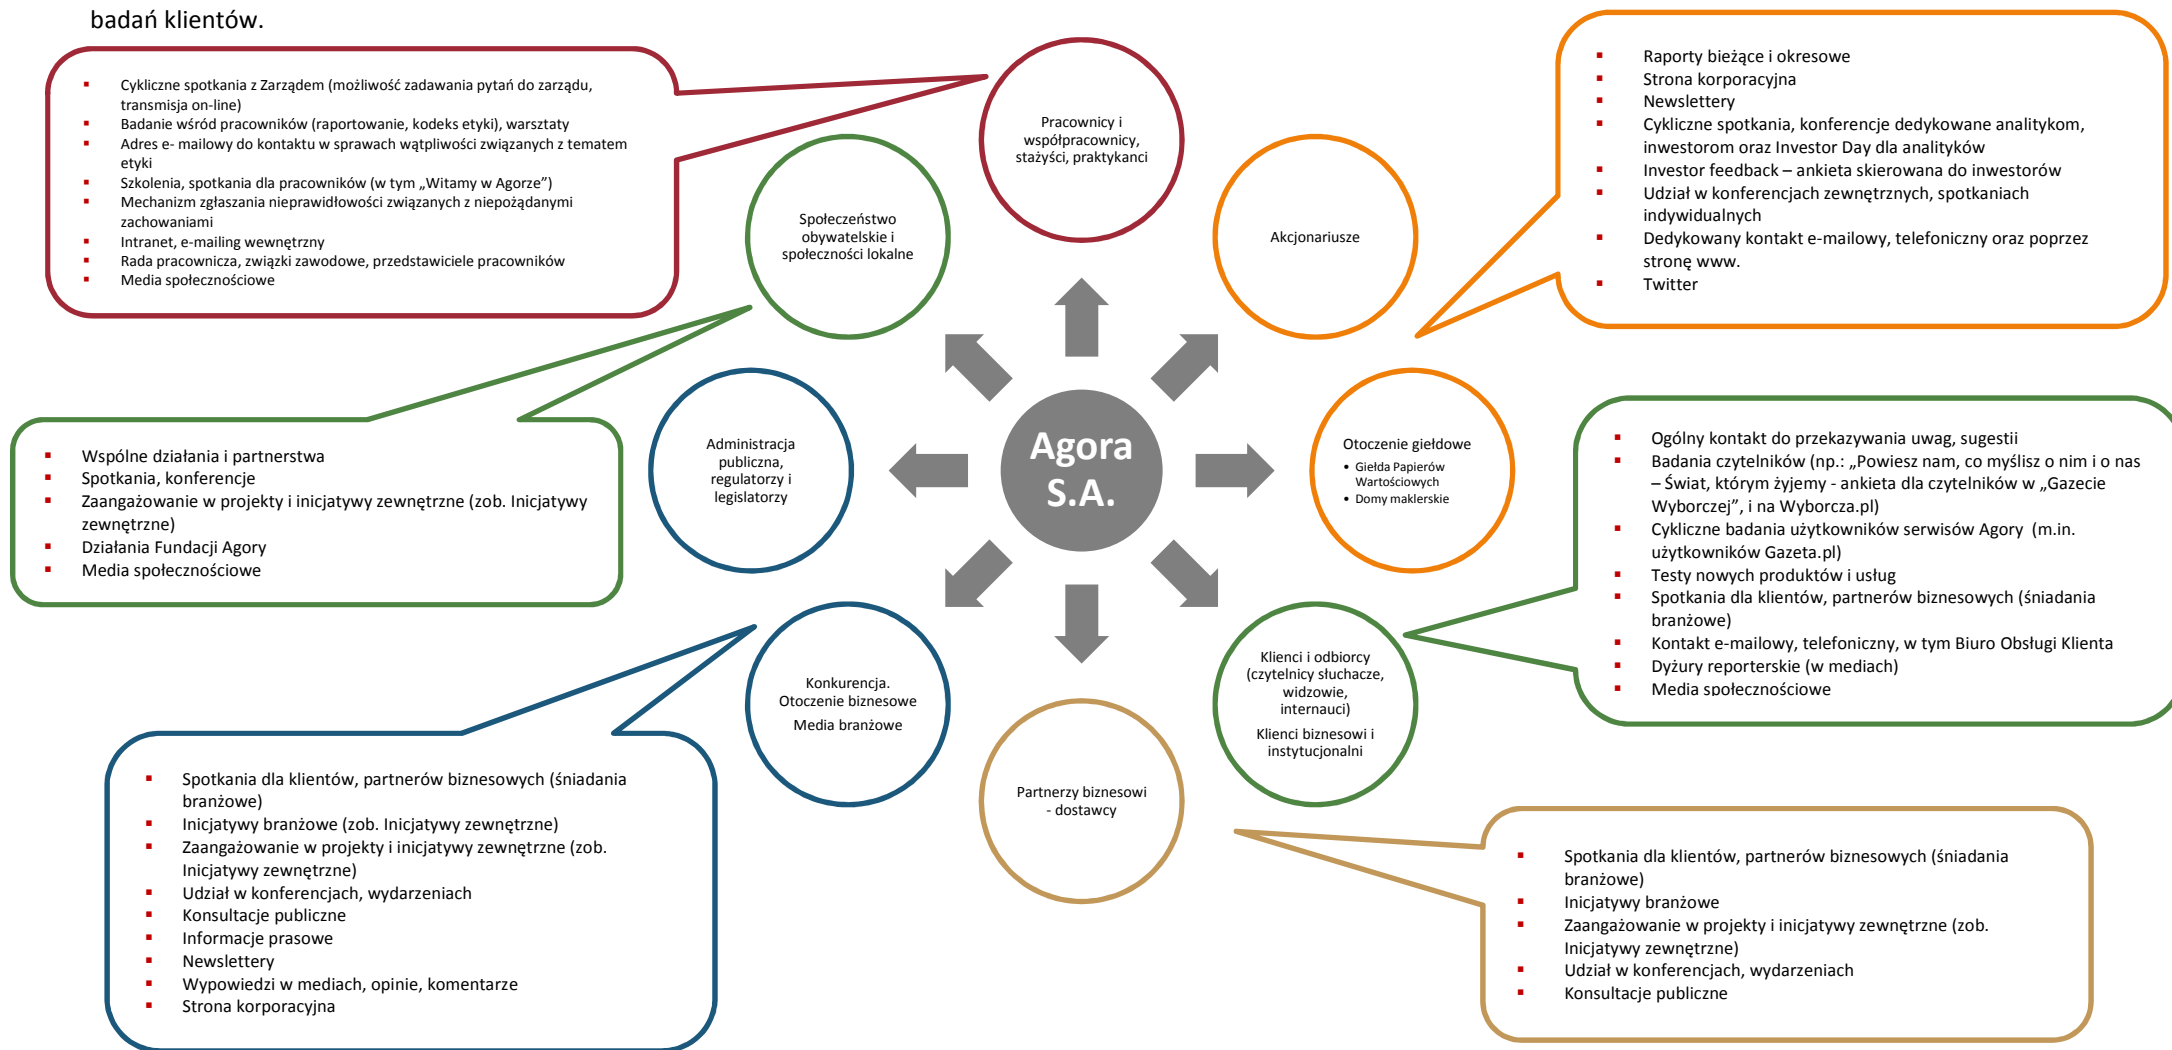 badań klientów.
Cykliczne spotkania z Zarządem (możliwość zadawania pytań do zarządu,
transmisja on-line)
Badanie wśród pracowników (raportowanie, kodeks etyki), warsztaty
Adres e- mailowy do kontaktu w sprawach wątpliwości związanych z tematem
etyki
Szkolenia, spotkania dla pracowników (w tym „Witamy w Agorze”)
Mechanizm zgłaszania nieprawidłowości związanych z niepożądanymi
zachowaniami
Intranet, e-mailing wewnętrzny
Rada pracownicza, związki zawodowe, przedstawiciele pracowników
Media społecznościowe
Pracownicy i
współpracownicy,
stażyści, praktykanci
Raporty bieżące i okresowe
Strona korporacyjna
Newslettery
Cykliczne spotkania, konferencje dedykowane analitykom,
inwestorom oraz Investor Day dla analityków
Investor feedback – ankieta skierowana do inwestorów
Udział w konferencjach zewnętrznych, spotkaniach
indywidualnych
Dedykowany kontakt e-mailowy, telefoniczny oraz poprzez
stronę www.
Twitter
Społeczeństwo
obywatelskie i
społeczności lokalne
Akcjonariusze
Wspólne działania i partnerstwa
Spotkania, konferencje
Zaangażowanie w projekty i inicjatywy zewnętrzne (zob. Inicjatywy
zewnętrzne)
Działania Fundacji Agory
Media społecznościowe
Administracja
publiczna,
regulatorzy i
legislatorzy
Agora
S.A.
Otoczenie giełdowe
• Giełda Papierów
Wartościowych
• Domy maklerskie
Ogólny kontakt do przekazywania uwag, sugestii
Badania czytelników (np.: „Powiesz nam, co myślisz o nim i o nas
– Świat, którym żyjemy - ankieta dla czytelników w „Gazecie
Wyborczej”, i na Wyborcza.pl)
Cykliczne badania użytkowników serwisów Agory (m.in.
użytkowników Gazeta.pl)
Testy nowych produktów i usług
Spotkania dla klientów, partnerów biznesowych (śniadania
branżowe)
Kontakt e-mailowy, telefoniczny, w tym Biuro Obsługi Klienta
Dyżury reporterskie (w mediach)
Media społecznościowe
Konkurencja.
Otoczenie biznesowe
Media branżowe
Klienci i odbiorcy
(czytelnicy słuchacze,
widzowie,
internauci)
Klienci biznesowi i
instytucjonalni
Partnerzy biznesowi
- dostawcy
Spotkania dla klientów, partnerów biznesowych (śniadania
branżowe)
Inicjatywy branżowe (zob. Inicjatywy zewnętrzne)
Zaangażowanie w projekty i inicjatywy zewnętrzne (zob.
Inicjatywy zewnętrzne)
Udział w konferencjach, wydarzeniach
Konsultacje publiczne
Informacje prasowe
Newslettery
Wypowiedzi w mediach, opinie, komentarze
Strona korporacyjna
Spotkania dla klientów, partnerów biznesowych (śniadania
branżowe)
Inicjatywy branżowe
Zaangażowanie w projekty i inicjatywy zewnętrzne (zob.
Inicjatywy zewnętrzne)
Udział w konferencjach, wydarzeniach
Konsultacje publiczne